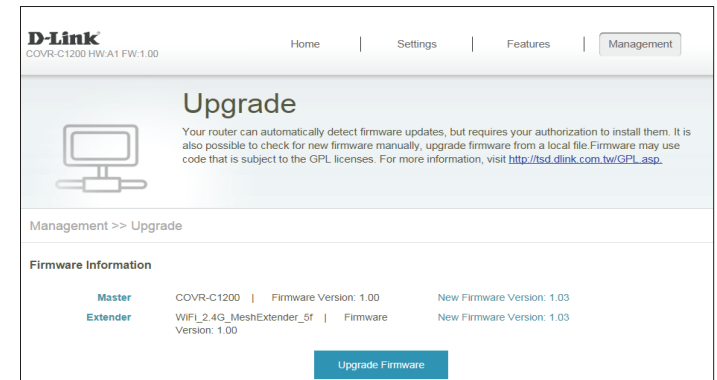 D-Link
COVR-C1200 HW:A1 FW:1.00
Home | Settings | Features | Management
Upgrade
Your router can automatically detect firmware updates, but requires your authorization to install them. It is
also possible to check for new firmware manually, upgrade firmware from a local file.Firmware may use
code that is subject to the GPL licenses. For more information, visit http://tsd.dlink.com.tw/GPL.asp.
Management >> Upgrade
Firmware Information
Master COVR-C1200 | Firmware Version: 1.00 New Firmware Version: 1.03
Extender WiFi_2.4G_MeshExtender_5f | Firmware New Firmware Version: 1.03
Version: 1.00
Upgrade Firmware